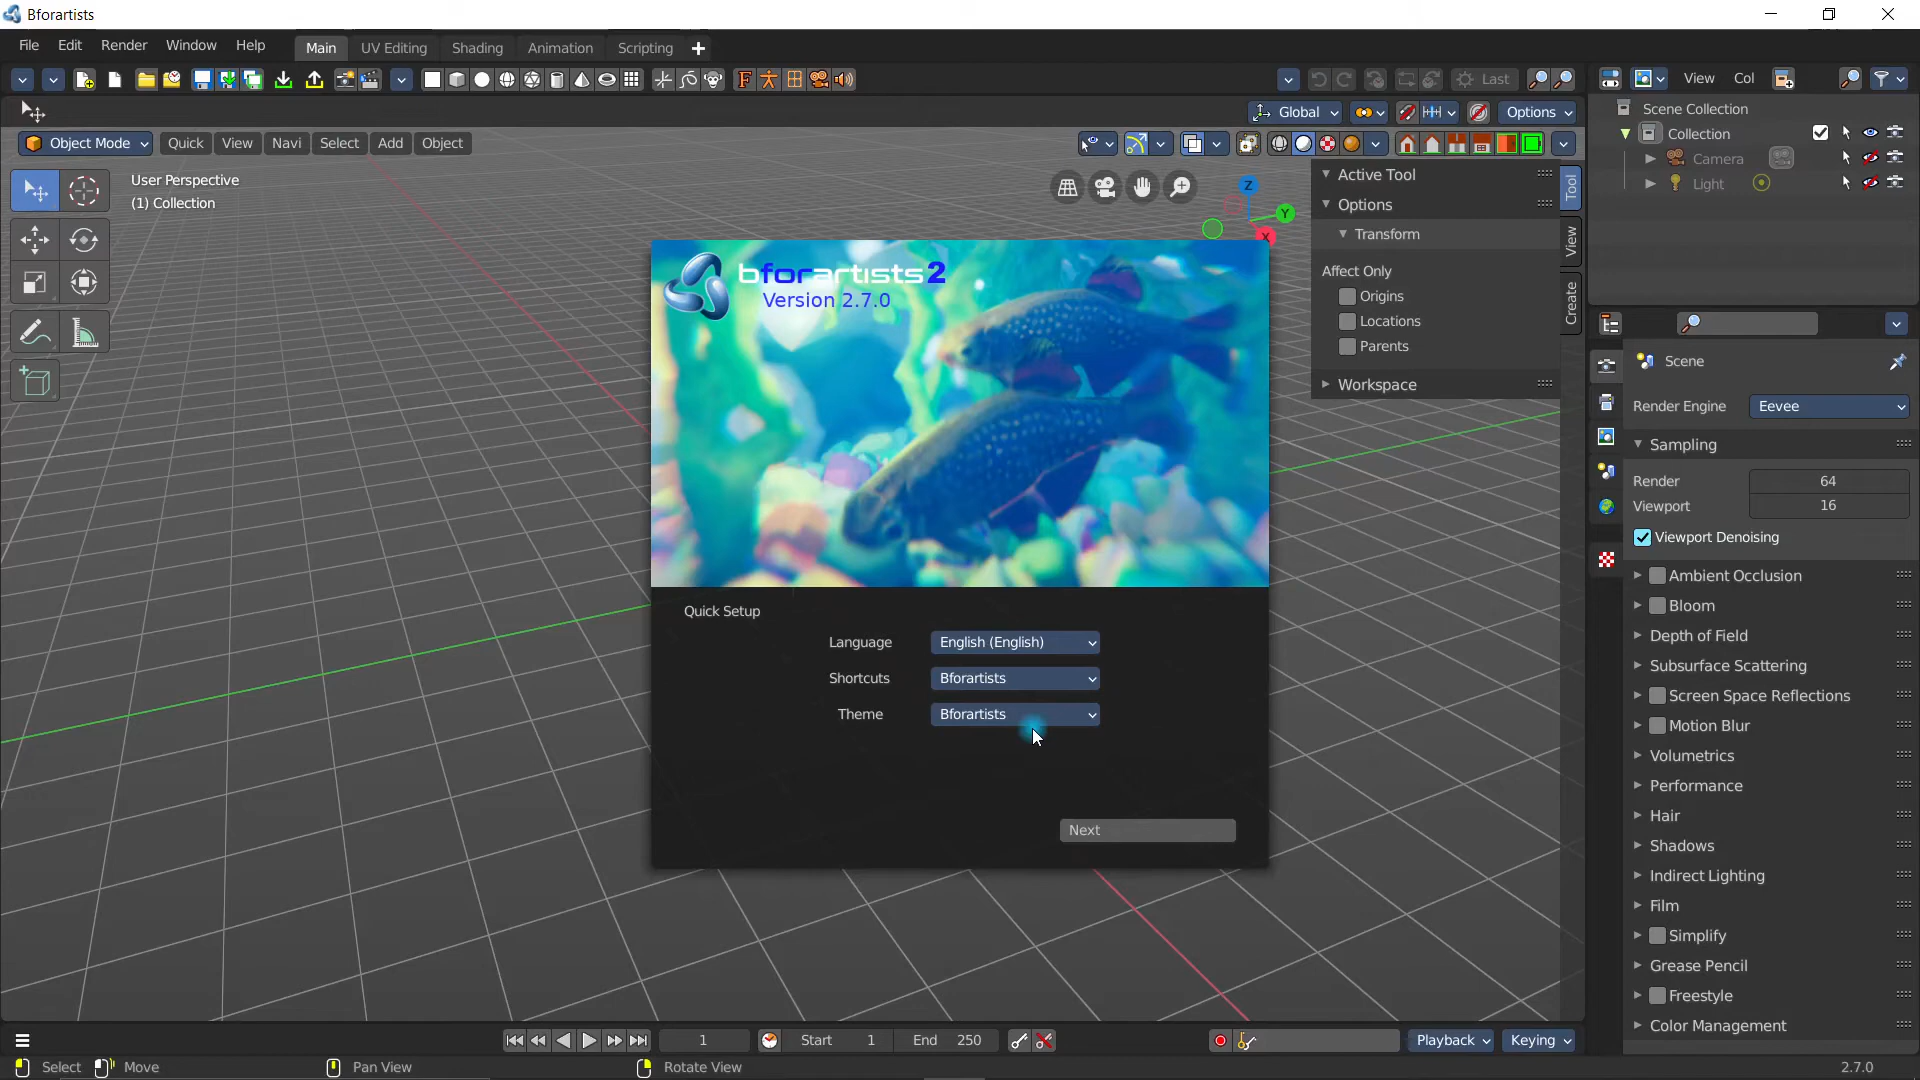 Bforartists
File Edit Render Window Help Main UV Editing Shading Animation Scripting
Last
View Col
Global Options
Scene Collection
Collection
Camera
Light
Object Mode Quick View Navi Select Add Object
User Perspective
(1) Collection
Z
Y
X
Active Tool
Options
Transform
Affect Only
Origins
Locations
Parents
Workspace
Tool
View
Create
bforartists2
Version 2.7.0
Quick Setup
Language English (English)
Shortcuts Bforartists
Theme Bforartists
Next
Scene
Render Engine Eevee
Sampling
Render 64
Viewport 16
Viewport Denoising
Ambient Occlusion
Bloom
Depth of Field
Subsurface Scattering
Screen Space Reflections
Motion Blur
Volumetrics
Performance
Hair
Shadows
Indirect Lighting
Film
Simplify
Grease Pencil
Freestyle
Color Management
1 Start 1 End 250 Playback Keying
Select Move Pan View Rotate View 2.7.0